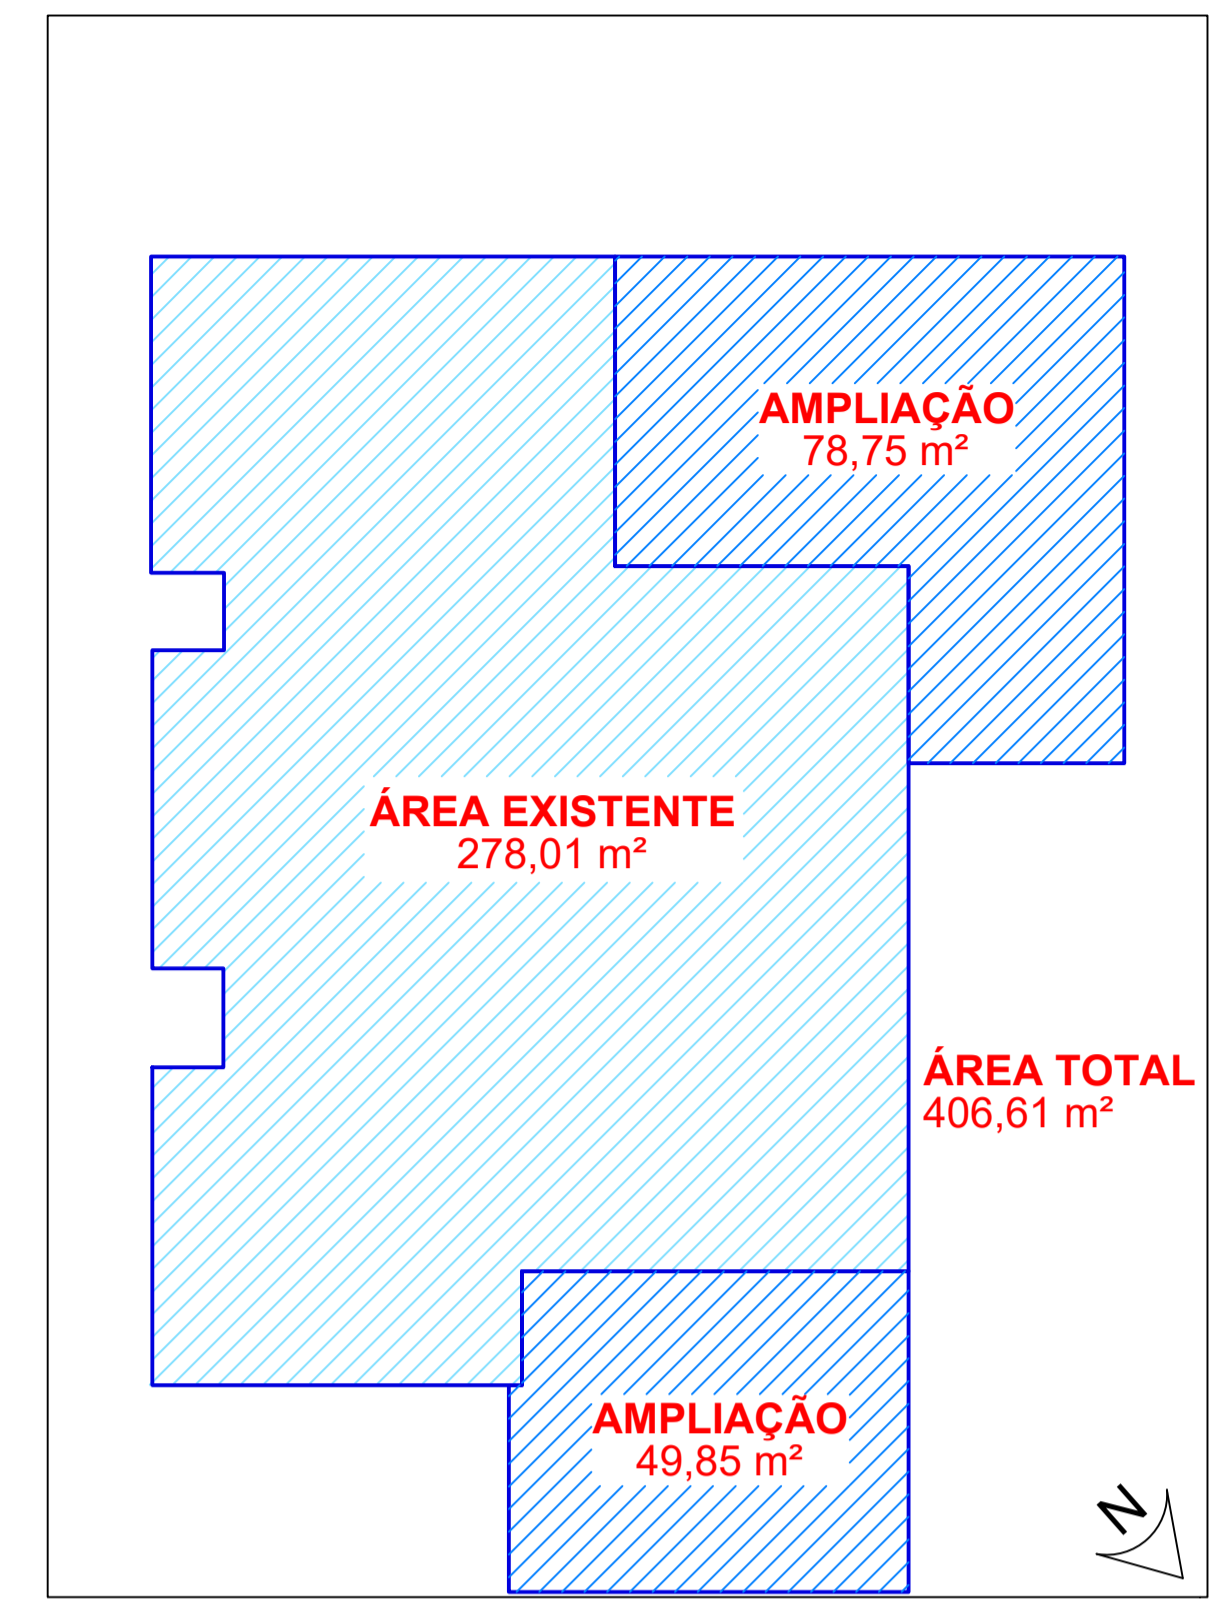 AMPLIAÇÃO
78,75 m²
ÁREA EXISTENTE
278,01 m²
ÁREA TOTAL
406,61 m²
AMPLIAÇÃO
49,85 m²
N